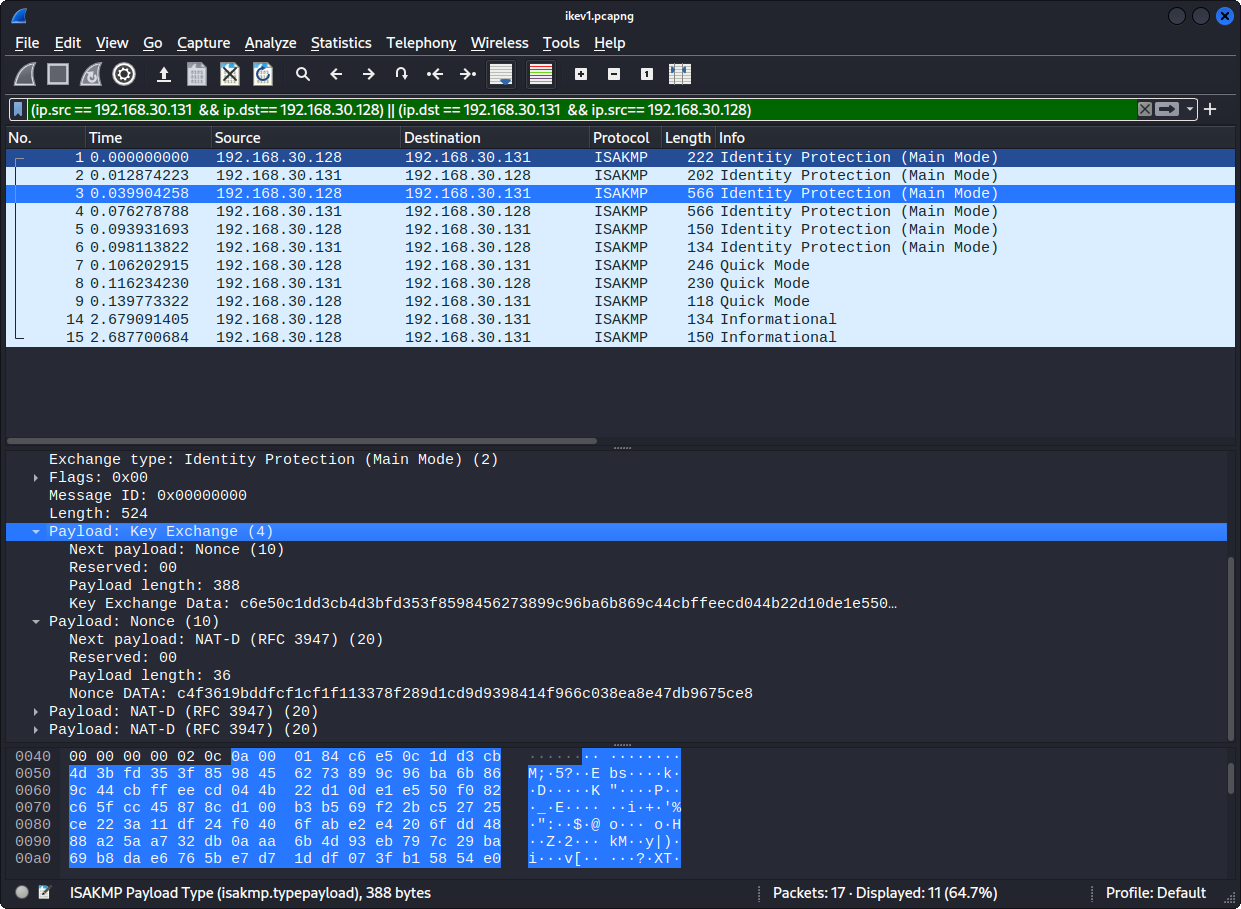 ikev1.pcapng
File Edit View Go Capture Analyze Statistics Telephony Wireless Tools Help
(ip.src == 192.168.30.131 && ip.dst== 192.168.30.128) || (ip.dst == 192.168.30.131 && ip.src== 192.168.30.128)
No. Time Source Destination Protocol Length Info
1 0.000000000 192.168.30.128 192.168.30.131 ISAKMP 222 Identity Protection (Main Mode)
2 0.012874223 192.168.30.131 192.168.30.128 ISAKMP 202 Identity Protection (Main Mode)
3 0.039904258 192.168.30.128 192.168.30.131 ISAKMP 566 Identity Protection (Main Mode)
4 0.076278788 192.168.30.131 192.168.30.128 ISAKMP 566 Identity Protection (Main Mode)
5 0.093931693 192.168.30.128 192.168.30.131 ISAKMP 150 Identity Protection (Main Mode)
6 0.098113822 192.168.30.131 192.168.30.128 ISAKMP 134 Identity Protection (Main Mode)
7 0.106202915 192.168.30.128 192.168.30.131 ISAKMP 246 Quick Mode
8 0.116234230 192.168.30.131 192.168.30.128 ISAKMP 230 Quick Mode
9 0.139773322 192.168.30.128 192.168.30.131 ISAKMP 118 Quick Mode
14 2.679091405 192.168.30.128 192.168.30.131 ISAKMP 134 Informational
15 2.687700684 192.168.30.128 192.168.30.131 ISAKMP 150 Informational
Exchange type: Identity Protection (Main Mode) (2)
Flags: 0x00
Message ID: 0x00000000
Length: 524
Payload: Key Exchange (4)
Next payload: Nonce (10)
Reserved: 00
Payload length: 388
Key Exchange Data: c6e50c1dd3cb4d3bfd353f8598456273899c96ba6b869c44cbffeecd044b22d10de1e550…
Payload: Nonce (10)
Next payload: NAT-D (RFC 3947) (20)
Reserved: 00
Payload length: 36
Nonce DATA: c4f3619bddfcf1cf1f113378f289d1cd9d9398414f966c038ea8e47db9675ce8
Payload: NAT-D (RFC 3947) (20)
Payload: NAT-D (RFC 3947) (20)
0040 00 00 00 00 02 0c 0a 00 01 84 c6 e5 0c 1d d3 cb ········ ········
0050 4d 3b fd 35 3f 85 98 45 62 73 89 9c 96 ba 6b 86 M;·5?··E bs····k·
0060 9c 44 cb ff ee cd 04 4b 22 d1 0d e1 e5 50 f0 82 ·D·····K "····P··
0070 c6 5f cc 45 87 8c d1 00 b3 b5 69 f2 2b c5 27 25 ·_·E···· ··i·+·'%
0080 ce 22 3a 11 df 24 f0 40 6f ab e2 e4 20 6f dd 48 ·":··$·@ o··· o·H
0090 88 a2 5a a7 32 db 0a aa 6b 4d 93 eb 79 7c 29 ba ··Z·2··· kM··y|)·
00a0 69 b8 da e6 76 5b e7 d7 1d df 07 3f b1 58 54 e0 i···v[·· ···?·XT·
ISAKMP Payload Type (isakmp.typepayload), 388 bytes
Packets: 17 · Displayed: 11 (64.7%)
Profile: Default